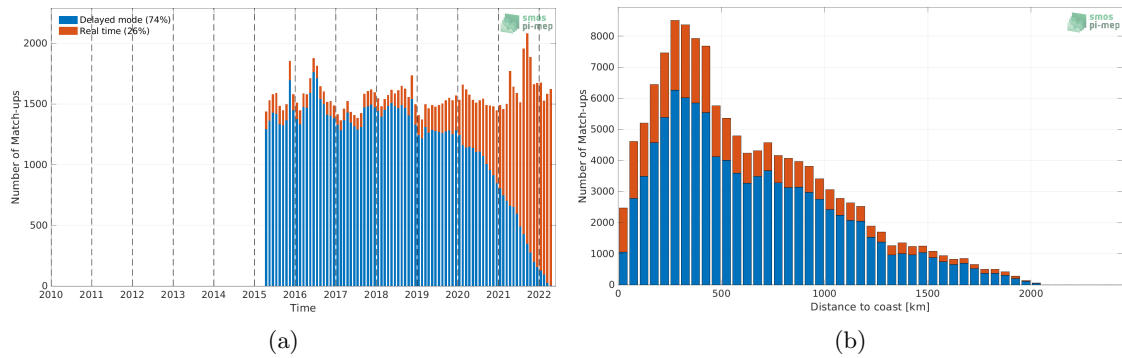 Delayed mode (74%)
Real time (26%)
smos
pi-mep
Number of Match-ups
2000
1500
1000
500
0
2010 2011 2012 2013 2014 2015 2016 2017 2018 2019 2020 2021 2022
Time
(a)
smos
pi-mep
Number of Match-ups
8000
7000
6000
5000
4000
3000
2000
1000
0
0 500 1000 1500 2000
Distance to coast [km]
(b)